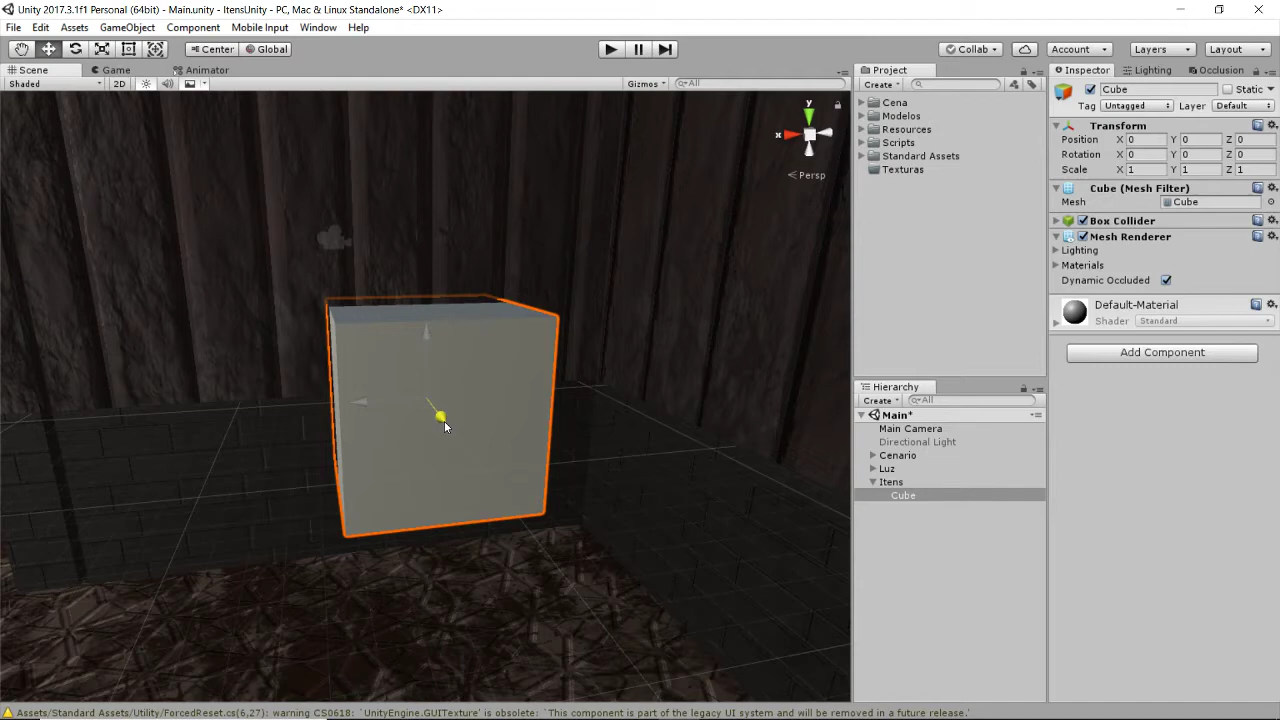 Unity 2017.3.1f1 Personal (64bit) - Main.unity - ItensUnity - PC, Mac & Linux Standalone* <DX11>
File Edit Assets GameObject Component Mobile Input Window Help
Center Global Collab Account Layers Layout
Scene Game Animator
Shaded 2D Gizmos All
y
x
Persp
Project
Create
Cena
Modelos
Resources
Scripts
Standard Assets
Texturas
Hierarchy
Create All
Main*
Main Camera
Directional Light
Cenario
Luz
Itens
Cube
Inspector Lighting Occlusion
Cube Static
Tag Untagged Layer Default
Transform
Position X 0 Y 0 Z 0
Rotation X 0 Y 0 Z 0
Scale X 1 Y 1 Z 1
Cube (Mesh Filter)
Mesh Cube
Box Collider
Mesh Renderer
Lighting
Materials
Dynamic Occluded
Default-Material
Shader Standard
Add Component
Assets/Standard Assets/Utility/ForcedReset.cs(6,27): warning CS0618: `UnityEngine.GUITexture' is obsolete: `This component is part of the legacy UI system and will be removed in a future release.'